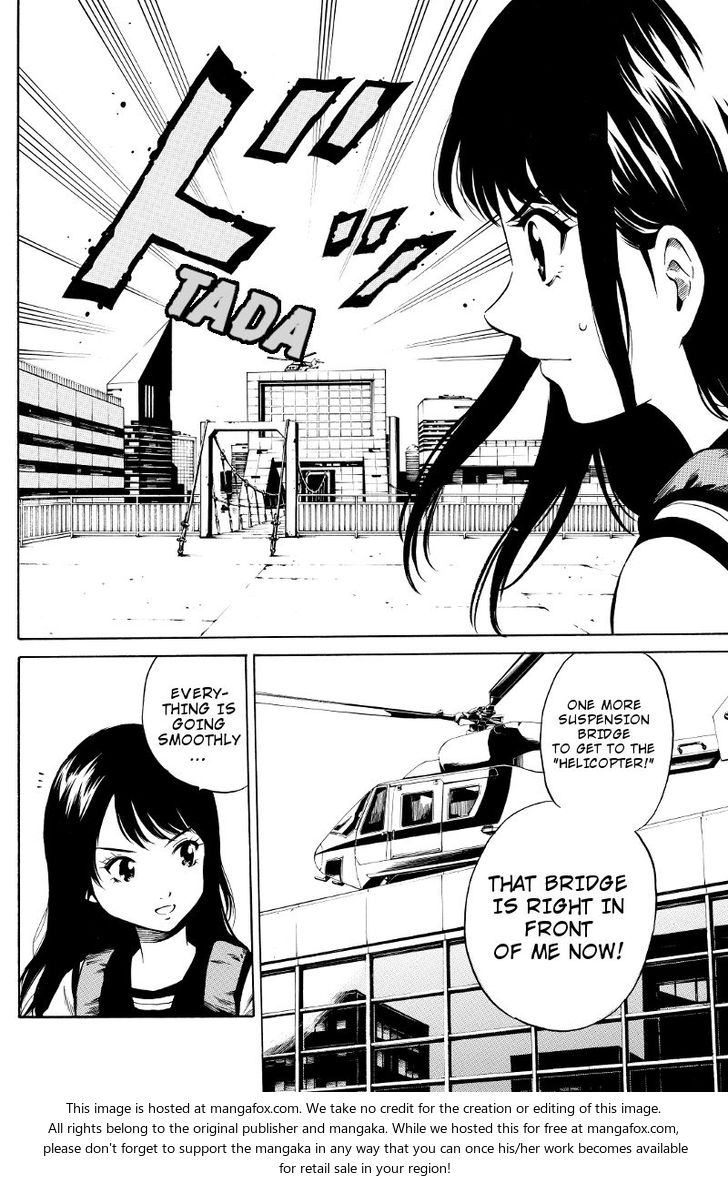 ドドッ
TADA
ONE MORE
SUSPENSION
BRIDGE
TO GET TO THE
"HELICOPTER!"
THAT BRIDGE
IS RIGHT IN
FRONT
OF ME NOW!
EVERY-
THING IS
GOING
SMOOTHLY
...
This image is hosted at mangafox.com. We take no credit for the creation or editing of this image.
All rights belong to the original publisher and mangaka. While we hosted this for free at mangafox.com,
please don't forget to support the mangaka in any way that you can once his/her work becomes available
for retail sale in your region!